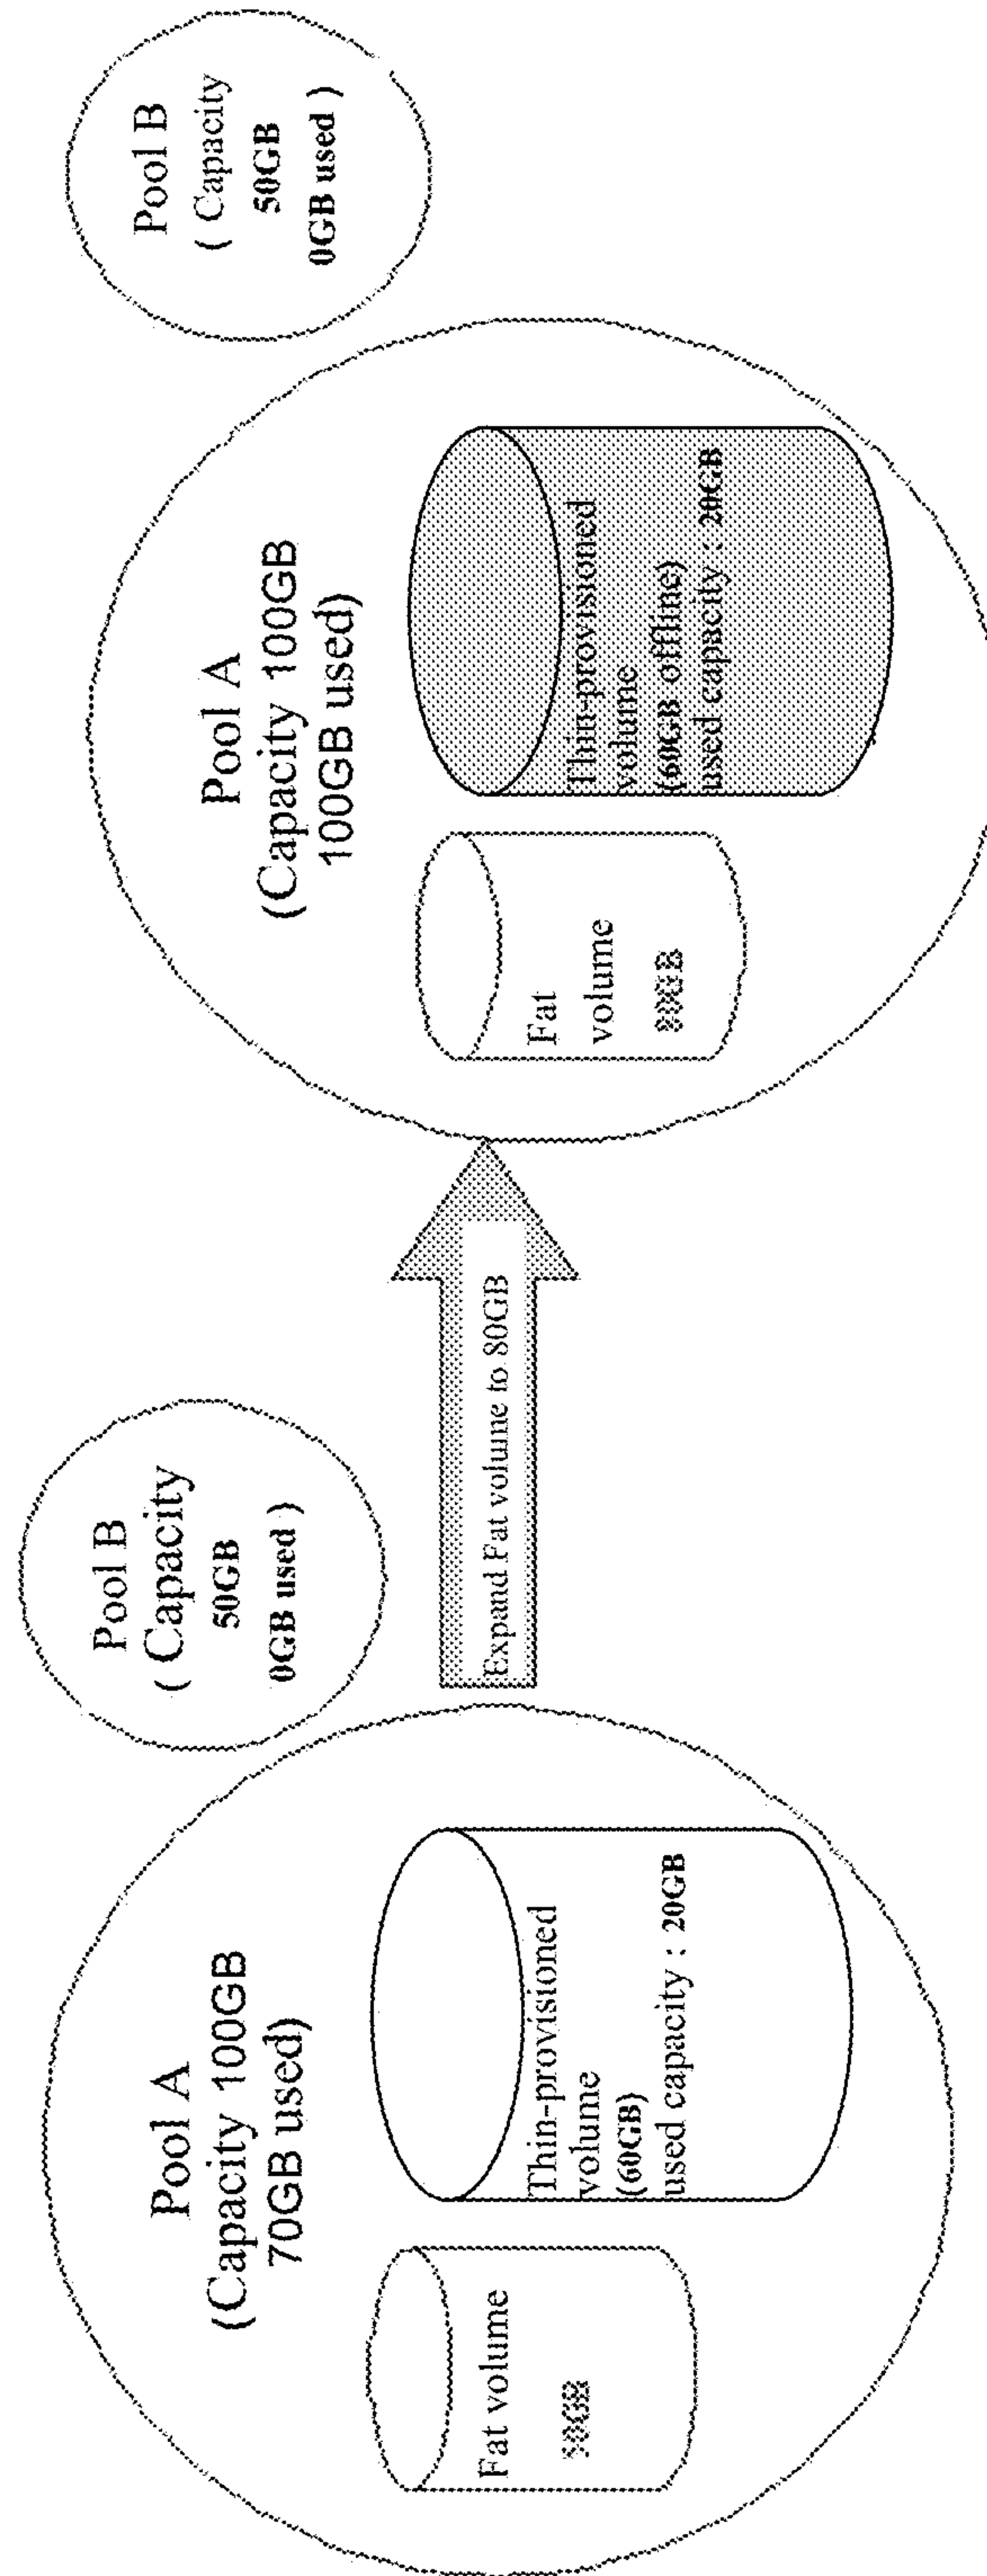 Pool A
(Capacity 100GB
70GB used)
Fat volume
50GB
Thin-provisioned
volume
(60GB)
used capacity : 20GB
Pool B
( Capacity
50GB
0GB used )
Expand Fat volume to 80GB
Pool A
(Capacity 100GB
100GB used)
Fat
volume
80GB
Thin-provisioned
volume
(60GB offline)
used capacity : 20GB
Pool B
( Capacity
50GB
0GB used )